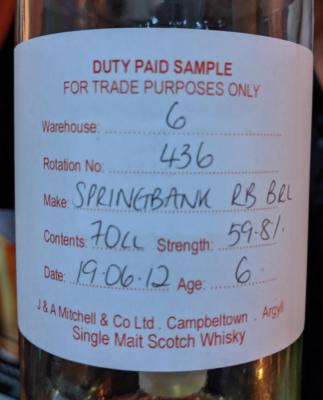 DUTY PAID SAMPLE
FOR TRADE PURPOSES ONLY
Warehouse: 6
Rotation No: 436
Make: SPRINGBANK RB BRL
Contents: 70CL Strength: 59.8%.
Date: 19.06.12 Age: 6
J & A Mitchell & Co Ltd . Campbeltown . Argyll
Single Malt Scotch Whisky